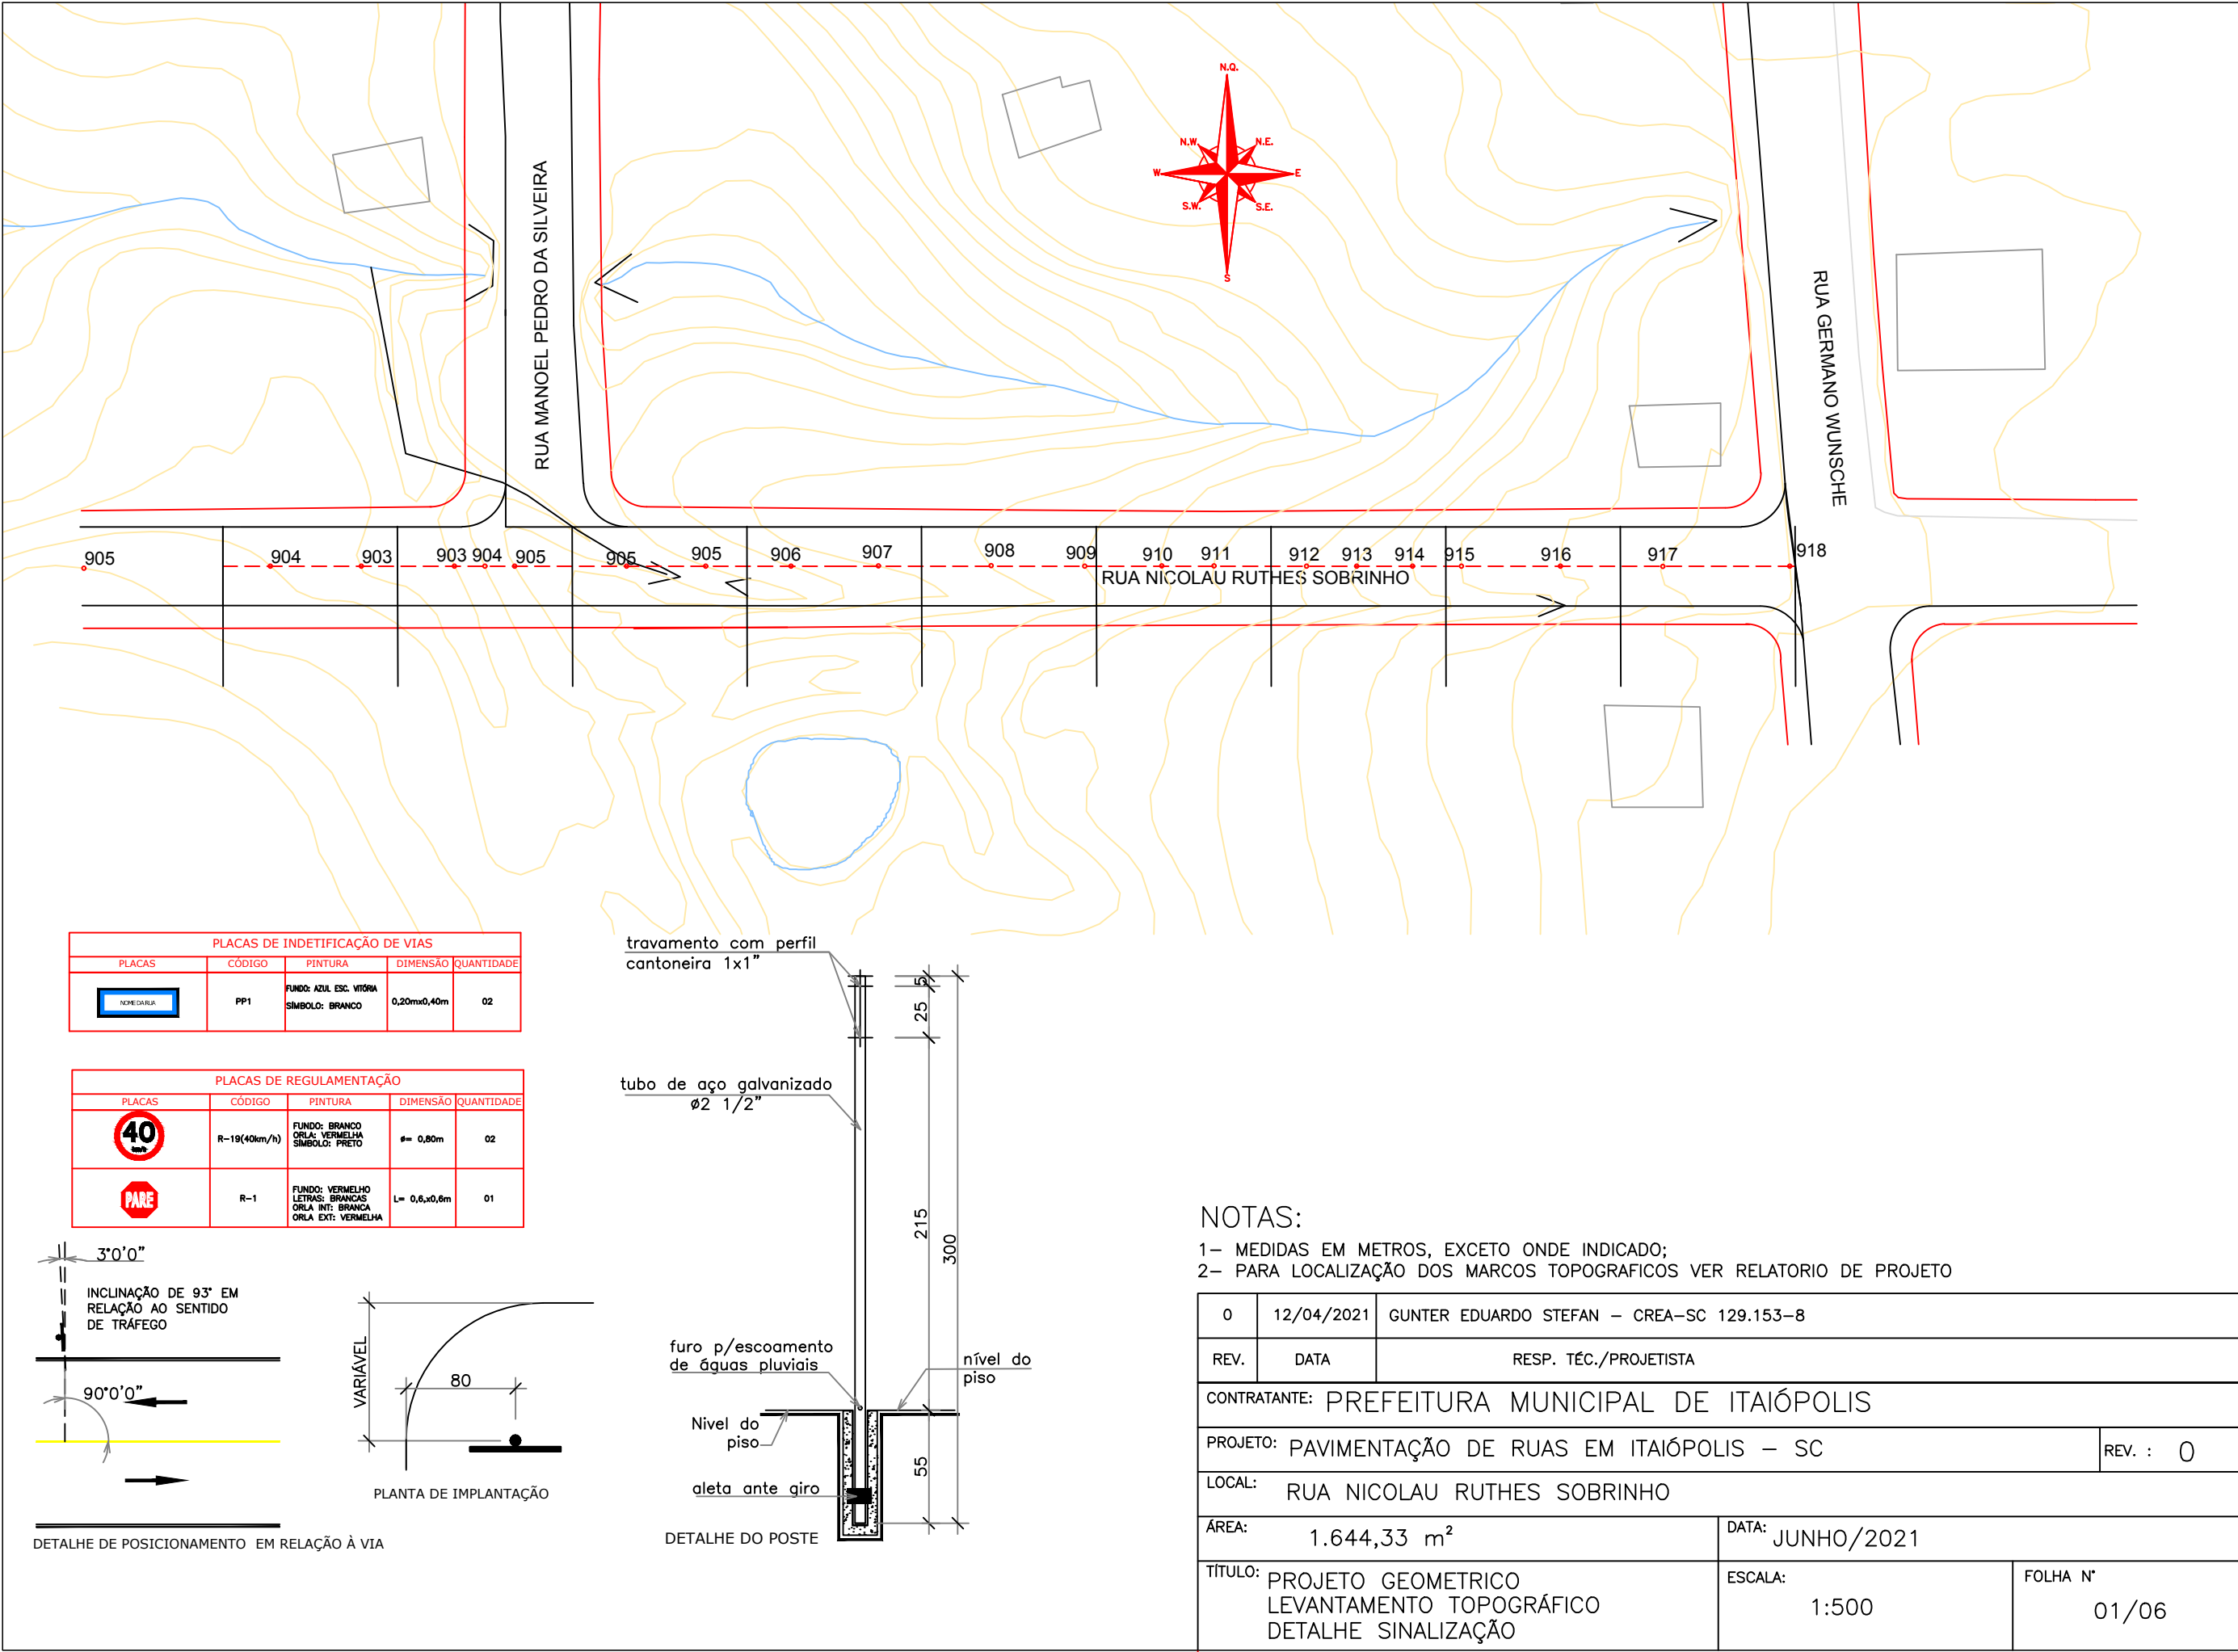 N.Q.
N.W.
N.E.
W
E
S.W.
S.E.
S
RUA MANOEL PEDRO DA SILVEIRA
RUA GERMANO WUNSCHE
905
904
903
903
904
905
905
905
906
907
908
909
910
911
912
913
914
915
916
917
918
RUA NICOLAU RUTHES SOBRINHO
PLACAS DE INDETIFICAÇÃO DE VIAS
PLACAS CÓDIGO PINTURA DIMENSÃO QUANTIDADE
NOME DA RUA
PP1
FUNDO: AZUL ESC. VITÓRIA
SÍMBOLO: BRANCO
0,20mx0,40m
02
PLACAS DE REGULAMENTAÇÃO
PLACAS CÓDIGO PINTURA DIMENSÃO QUANTIDADE
40
km/h
R-19(40km/h)
FUNDO: BRANCO
ORLA: VERMELHA
SÍMBOLO: PRETO
ø= 0,80m
02
PARE
R-1
FUNDO: VERMELHO
LETRAS: BRANCAS
ORLA INT: BRANCA
ORLA EXT: VERMELHA
L= 0,6,x0,6m
01
3°0'0"
INCLINAÇÃO DE 93° EM
RELAÇÃO AO SENTIDO
DE TRÁFEGO
90°0'0"
DETALHE DE POSICIONAMENTO EM RELAÇÃO À VIA
VARIÁVEL
80
PLANTA DE IMPLANTAÇÃO
travamento com perfil
cantoneira 1x1"
5
25
tubo de aço galvanizado
ø2 1/2"
215
300
furo p/escoamento
de águas pluviais
nível do
piso
Nivel do
piso
55
aleta ante giro
DETALHE DO POSTE
NOTAS:
1- MEDIDAS EM METROS, EXCETO ONDE INDICADO;
2- PARA LOCALIZAÇÃO DOS MARCOS TOPOGRAFICOS VER RELATORIO DE PROJETO
0 12/04/2021 GUNTER EDUARDO STEFAN - CREA-SC 129.153-8
REV. DATA RESP. TÉC./PROJETISTA
CONTRATANTE: PREFEITURA MUNICIPAL DE ITAIÓPOLIS
PROJETO: PAVIMENTAÇÃO DE RUAS EM ITAIÓPOLIS - SC
REV. : 0
LOCAL: RUA NICOLAU RUTHES SOBRINHO
ÁREA: 1.644,33 m²
DATA: JUNHO/2021
TÍTULO: PROJETO GEOMETRICO
LEVANTAMENTO TOPOGRÁFICO
DETALHE SINALIZAÇÃO
ESCALA:
1:500
FOLHA N°
01/06